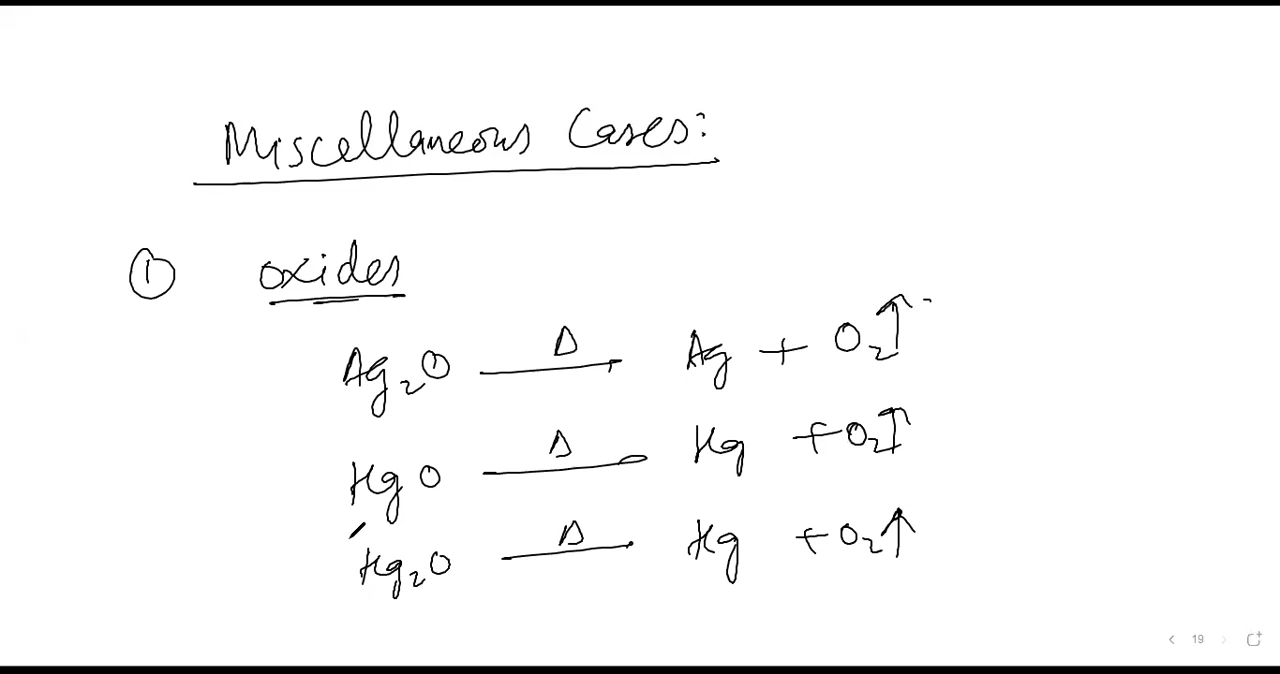 Miscellaneous Cases:
① oxides
Ag₂O —Δ→ Ag + O₂↑
HgO —Δ→ Hg + O₂↑
Hg₂O —Δ→ Hg + O₂↑
< 19 >